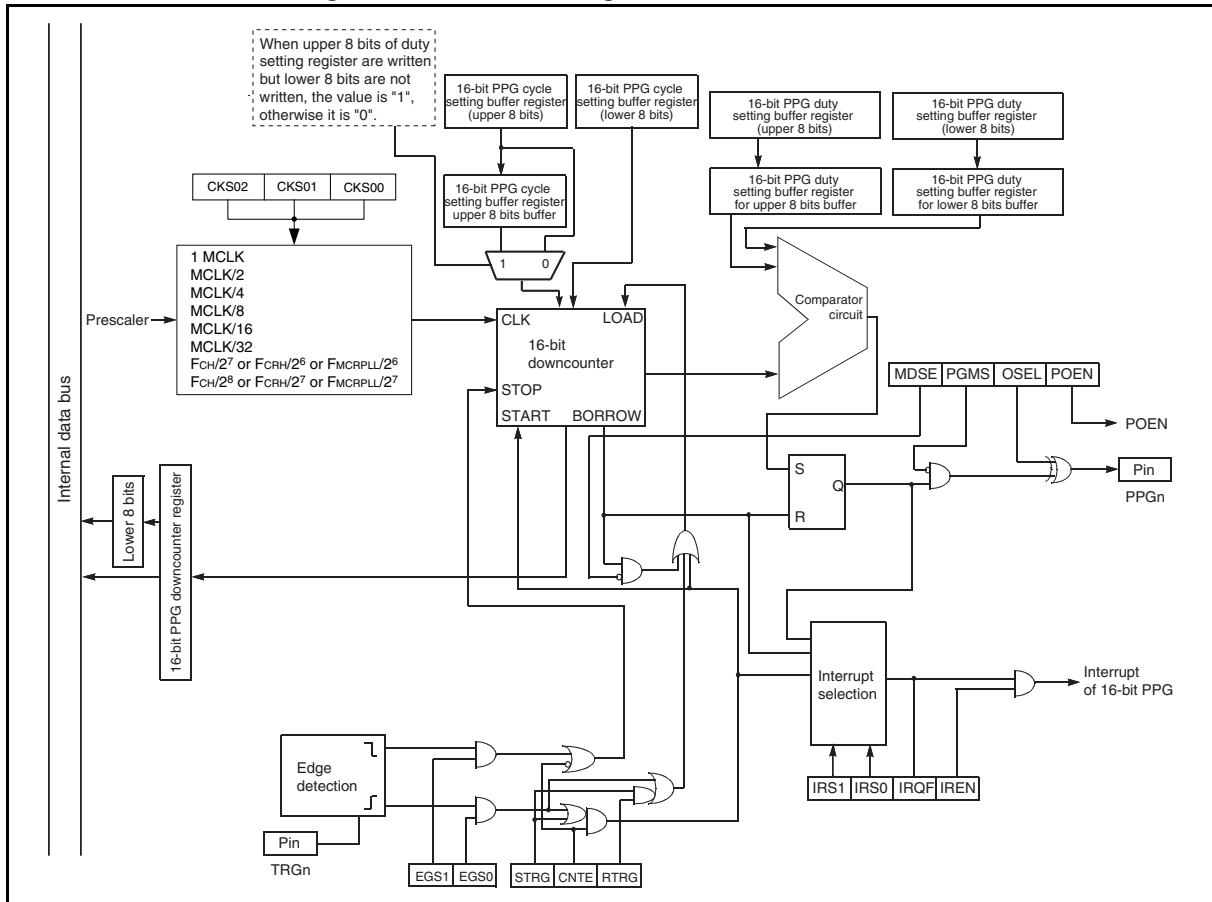 When upper 8 bits of duty
setting register are written
but lower 8 bits are not
written, the value is "1",
otherwise it is "0".
16-bit PPG cycle
setting buffer register
(upper 8 bits)
16-bit PPG cycle
setting buffer register
(lower 8 bits)
16-bit PPG duty
setting buffer register
(upper 8 bits)
16-bit PPG duty
setting buffer register
(lower 8 bits)
16-bit PPG cycle
setting buffer register
upper 8 bits buffer
16-bit PPG duty
setting buffer register
for upper 8 bits buffer
16-bit PPG duty
setting buffer register
for lower 8 bits buffer
CKS02 CKS01 CKS00
1 0
Prescaler
1 MCLK
MCLK/2
MCLK/4
MCLK/8
MCLK/16
MCLK/32
FCH/2⁷ or FCRH/2⁶ or FMCRPLL/2⁶
FCH/2⁸ or FCRH/2⁷ or FMCRPLL/2⁷
CLK LOAD
16-bit
downcounter
STOP
START BORROW
Comparator
circuit
MDSE PGMS OSEL POEN
POEN
Pin
PPGn
S
Q
R
Internal data bus
Lower 8 bits
16-bit PPG downcounter register
Interrupt
selection
Interrupt
of 16-bit PPG
IRS1 IRS0 IRQF IREN
Edge
detection
Pin
TRGn
EGS1 EGS0
STRG CNTE RTRG